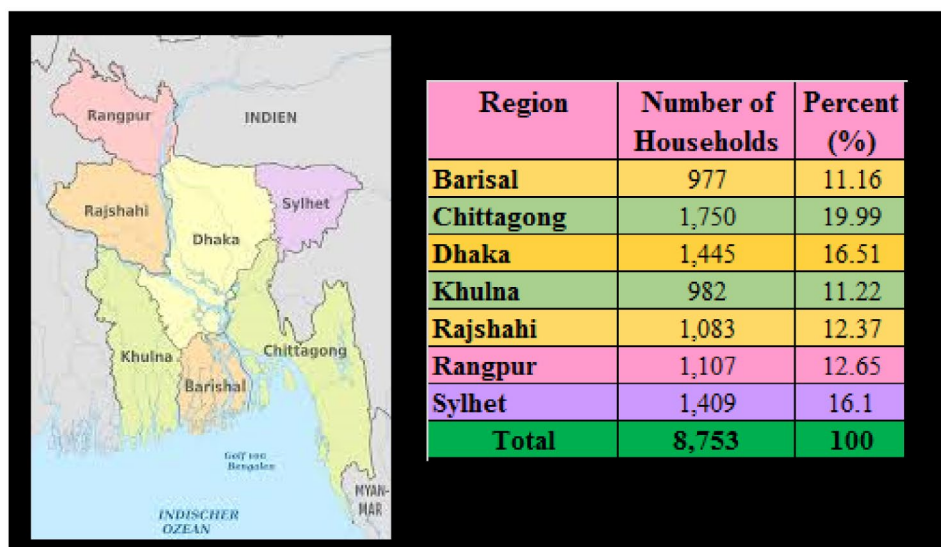 Rangpur
INDIEN
Rajshahi
Sylhet
Dhaka
Khulna
Chittagong
Barishal
Golf von
Bengalen
MYAN-
MAR
INDISCHER
OZEAN
Region Number of Percent
Households (%)
Barisal 977 11.16
Chittagong 1,750 19.99
Dhaka 1,445 16.51
Khulna 982 11.22
Rajshahi 1,083 12.37
Rangpur 1,107 12.65
Sylhet 1,409 16.1
Total 8,753 100